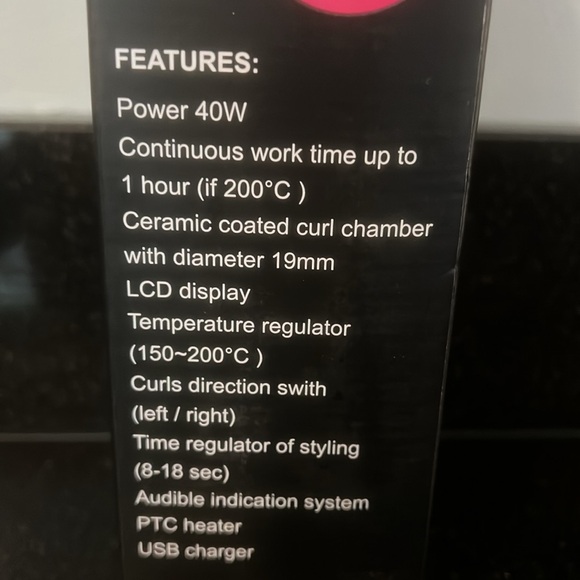 FEATURES:
Power 40W
Continuous work time up to
1 hour (if 200°C )
Ceramic coated curl chamber
with diameter 19mm
LCD display
Temperature regulator
(150~200°C )
Curls direction swith
(left / right)
Time regulator of styling
(8-18 sec)
Audible indication system
PTC heater
USB charger